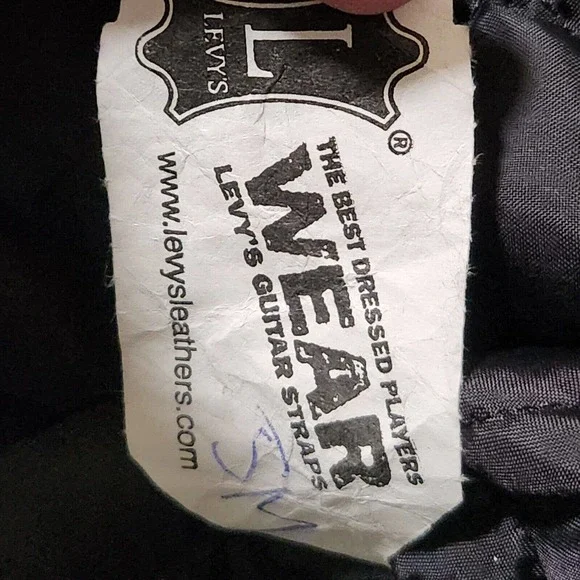 L
LEVY'S
®
THE BEST DRESSED PLAYERS
WEAR
LEVY'S GUITAR STRAPS
www.levysleathers.com